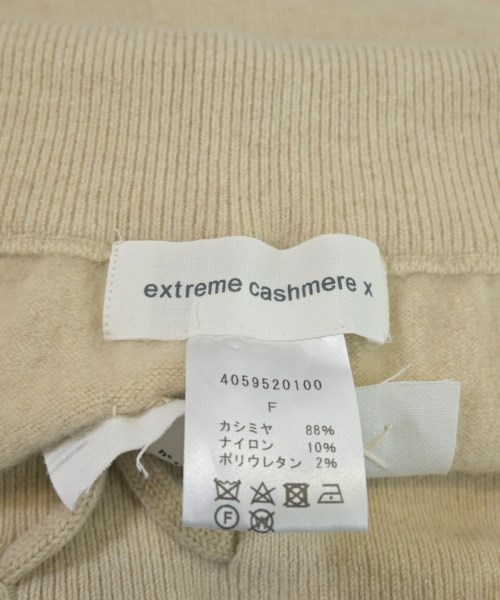 extreme cashmere x
4059520100
F
カシミヤ 88%
ナイロン 10%
ポリウレタン 2%
F W